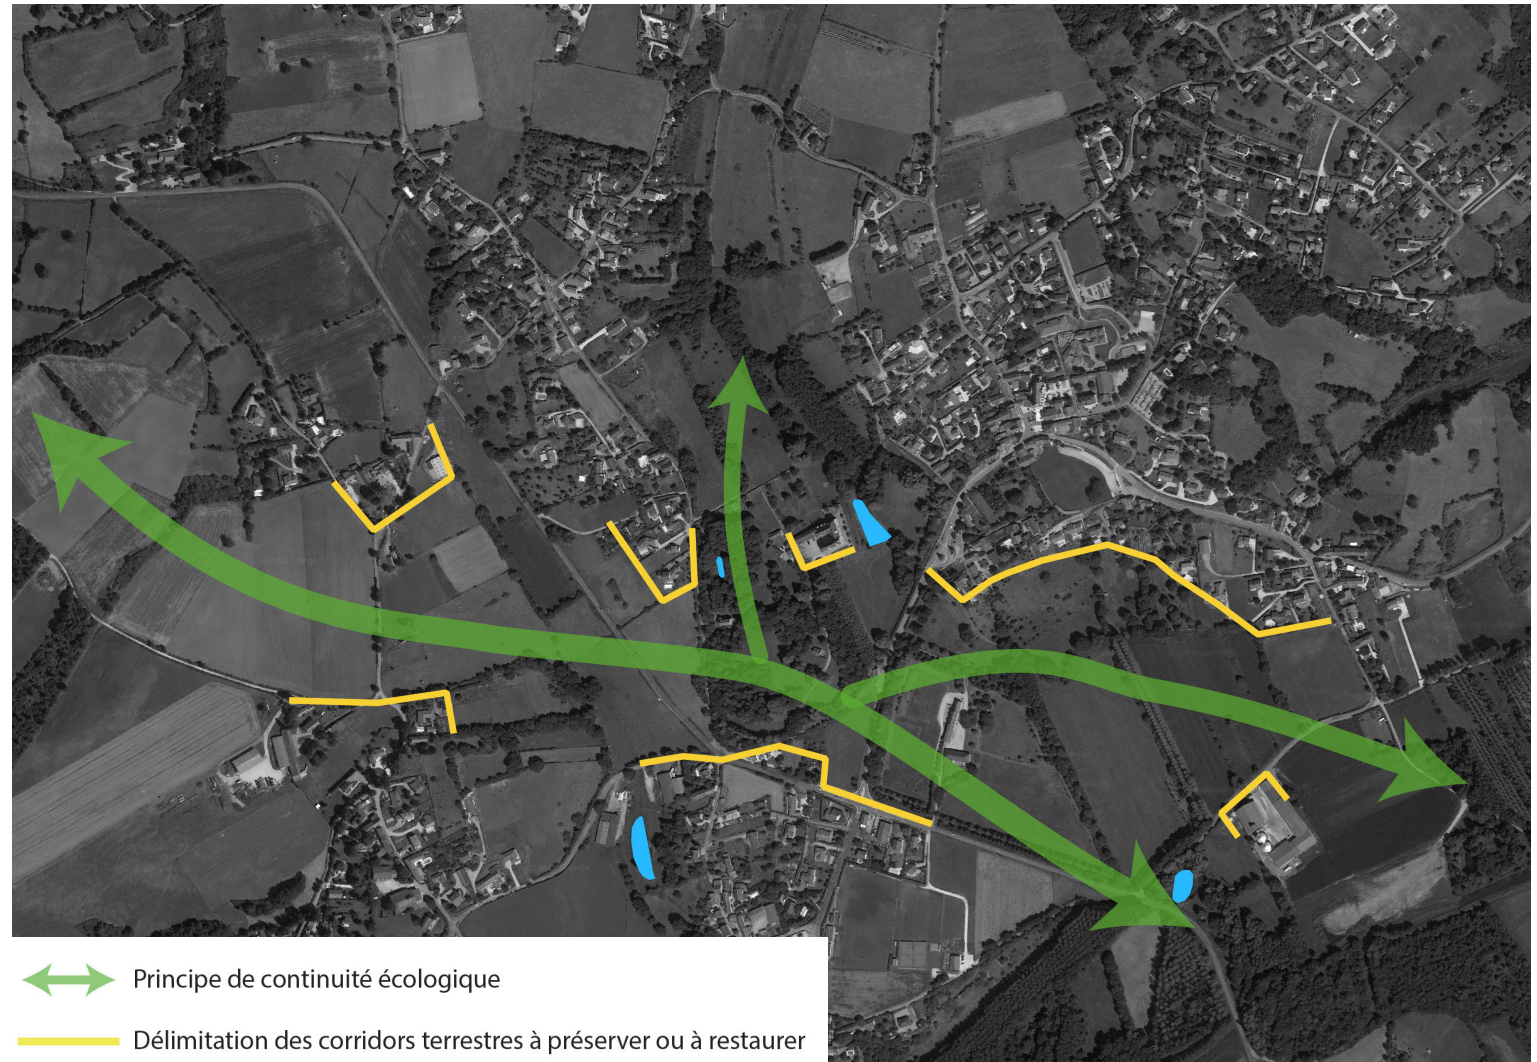 Principe de continuité écologique
Délimitation des corridors terrestres à préserver ou à restaurer